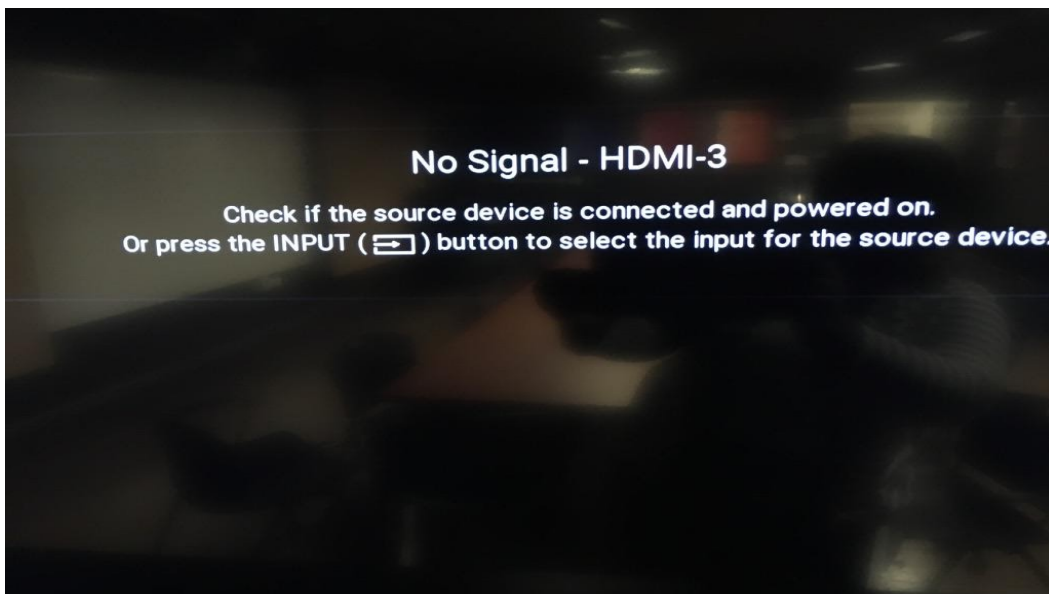 No Signal - HDMI-3
Check if the source device is connected and powered on.
Or press the INPUT ( ) button to select the input for the source device.